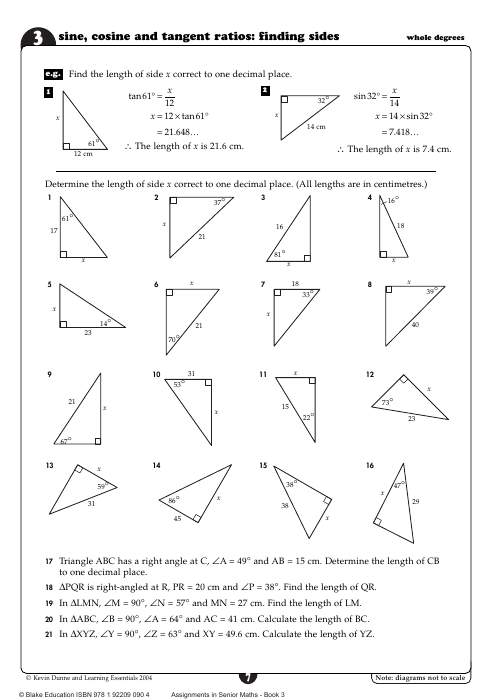 3 sine, cosine and tangent ratios: finding sides whole degrees
e.g. Find the length of side x correct to one decimal place.
1
tan61° = x/12
x = 12 × tan61°
= 21.648…
∴ The length of x is 21.6 cm.
x
61°
12 cm
2
sin32° = x/14
x = 14 × sin32°
= 7.418…
∴ The length of x is 7.4 cm.
32°
x
14 cm
Determine the length of side x correct to one decimal place. (All lengths are in centimetres.)
1
61°
17
x
2
37°
x
21
3
16
81°
x
4
16°
18
x
5
x
14°
23
6
x
21
70°
7
18
33°
x
8
x
39°
40
9
21
x
67°
10
31
53°
x
11
x
15
22°
12
x
73°
23
13
x
59°
31
14
86°
x
45
15
38°
38
x
16
47°
x
29
17 Triangle ABC has a right angle at C, ∠A = 49° and AB = 15 cm. Determine the length of CB
to one decimal place.
18 ΔPQR is right-angled at R, PR = 20 cm and ∠P = 38°. Find the length of QR.
19 In ΔLMN, ∠M = 90°, ∠N = 57° and MN = 27 cm. Find the length of LM.
20 In ΔABC, ∠B = 90°, ∠A = 64° and AC = 41 cm. Calculate the length of BC.
21 In ΔXYZ, ∠Y = 90°, ∠Z = 63° and XY = 49.6 cm. Calculate the length of YZ.
© Kevin Dunne and Learning Essentials 2004
7
Note: diagrams not to scale
© Blake Education ISBN 978 1 92209 090 4 Assignments in Senior Maths - Book 3